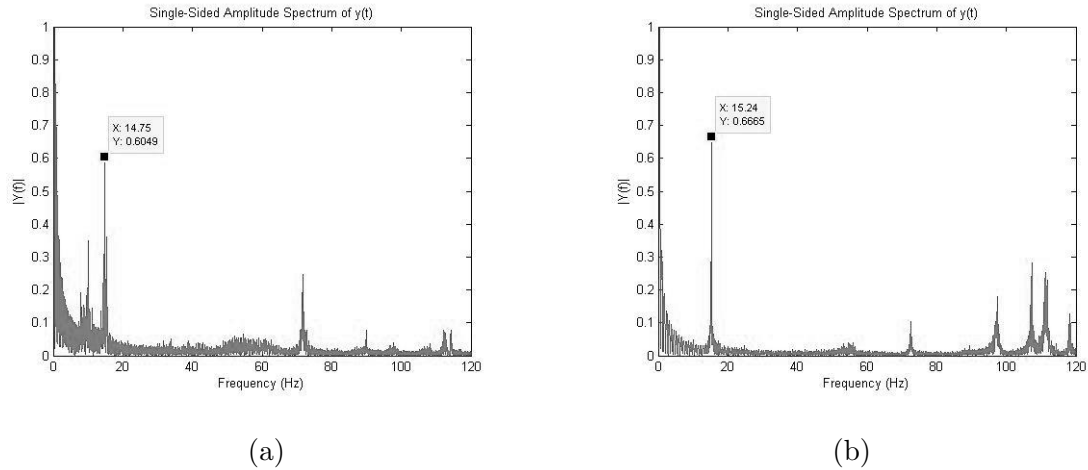 Single-Sided Amplitude Spectrum of y(t)
1
0.9
0.8
0.7
0.6
0.5
0.4
0.3
0.2
0.1
0
|Y(f)|
X: 14.75
Y: 0.6049
0 20 40 60 80 100 120
Frequency (Hz)
(a)
Single-Sided Amplitude Spectrum of y(t)
1
0.9
0.8
0.7
0.6
0.5
0.4
0.3
0.2
0.1
0
|Y(f)|
X: 15.24
Y: 0.6665
0 20 40 60 80 100 120
Frequency (Hz)
(b)